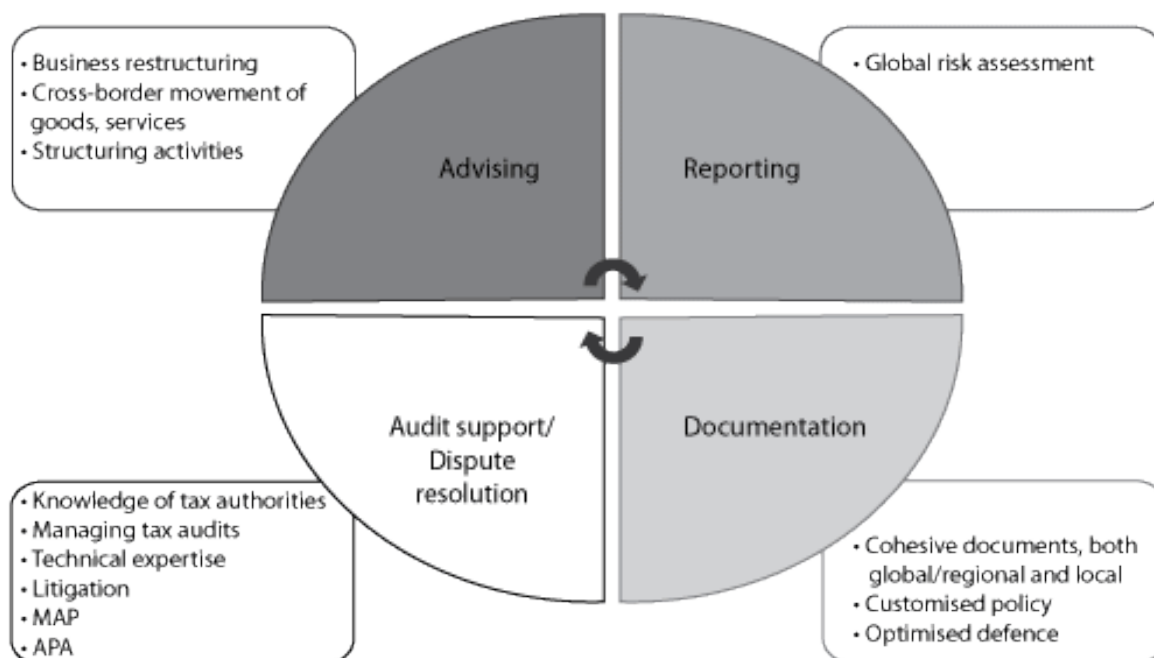 • Business restructuring
• Cross-border movement of
goods, services
• Structuring activities
Advising
Reporting
• Global risk assessment
Audit support/
Dispute
resolution
Documentation
• Knowledge of tax authorities
• Managing tax audits
• Technical expertise
• Litigation
• MAP
• APA
• Cohesive documents, both
global/regional and local
• Customised policy
• Optimised defence